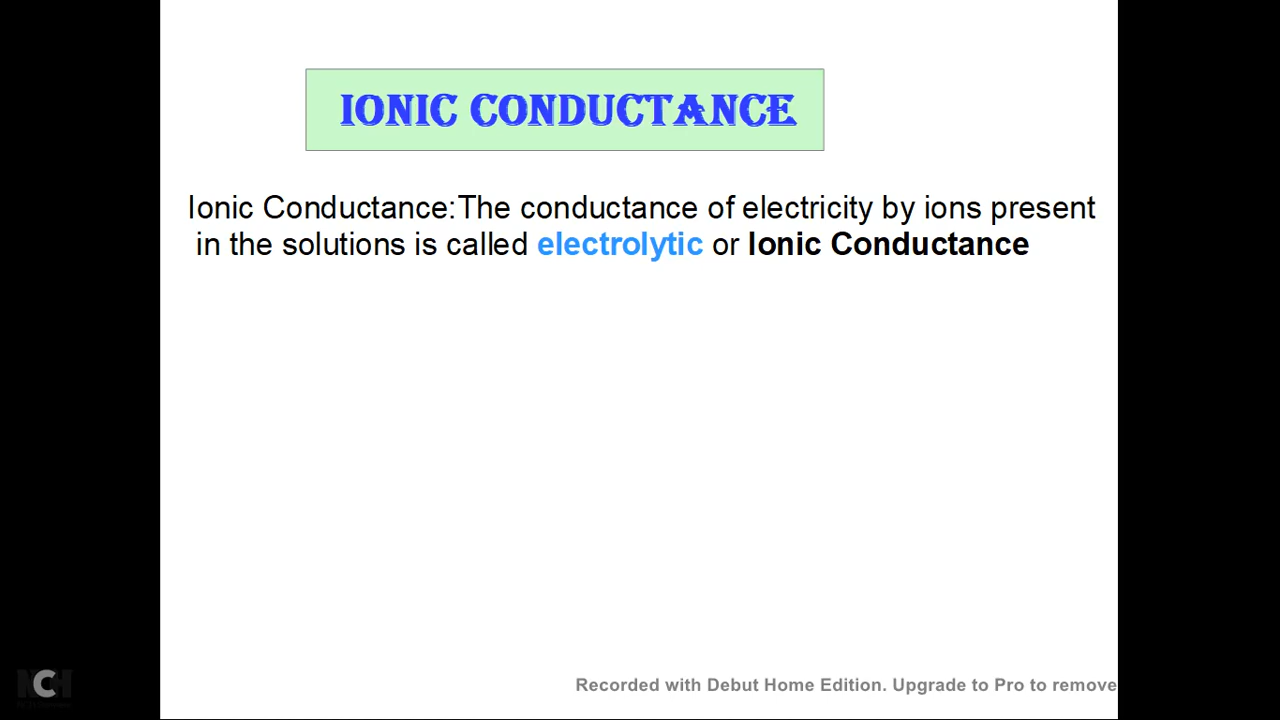 IONIC CONDUCTANCE
Ionic Conductance:The conductance of electricity by ions present
in the solutions is called electrolytic or Ionic Conductance
Recorded with Debut Home Edition. Upgrade to Pro to remove
NCH